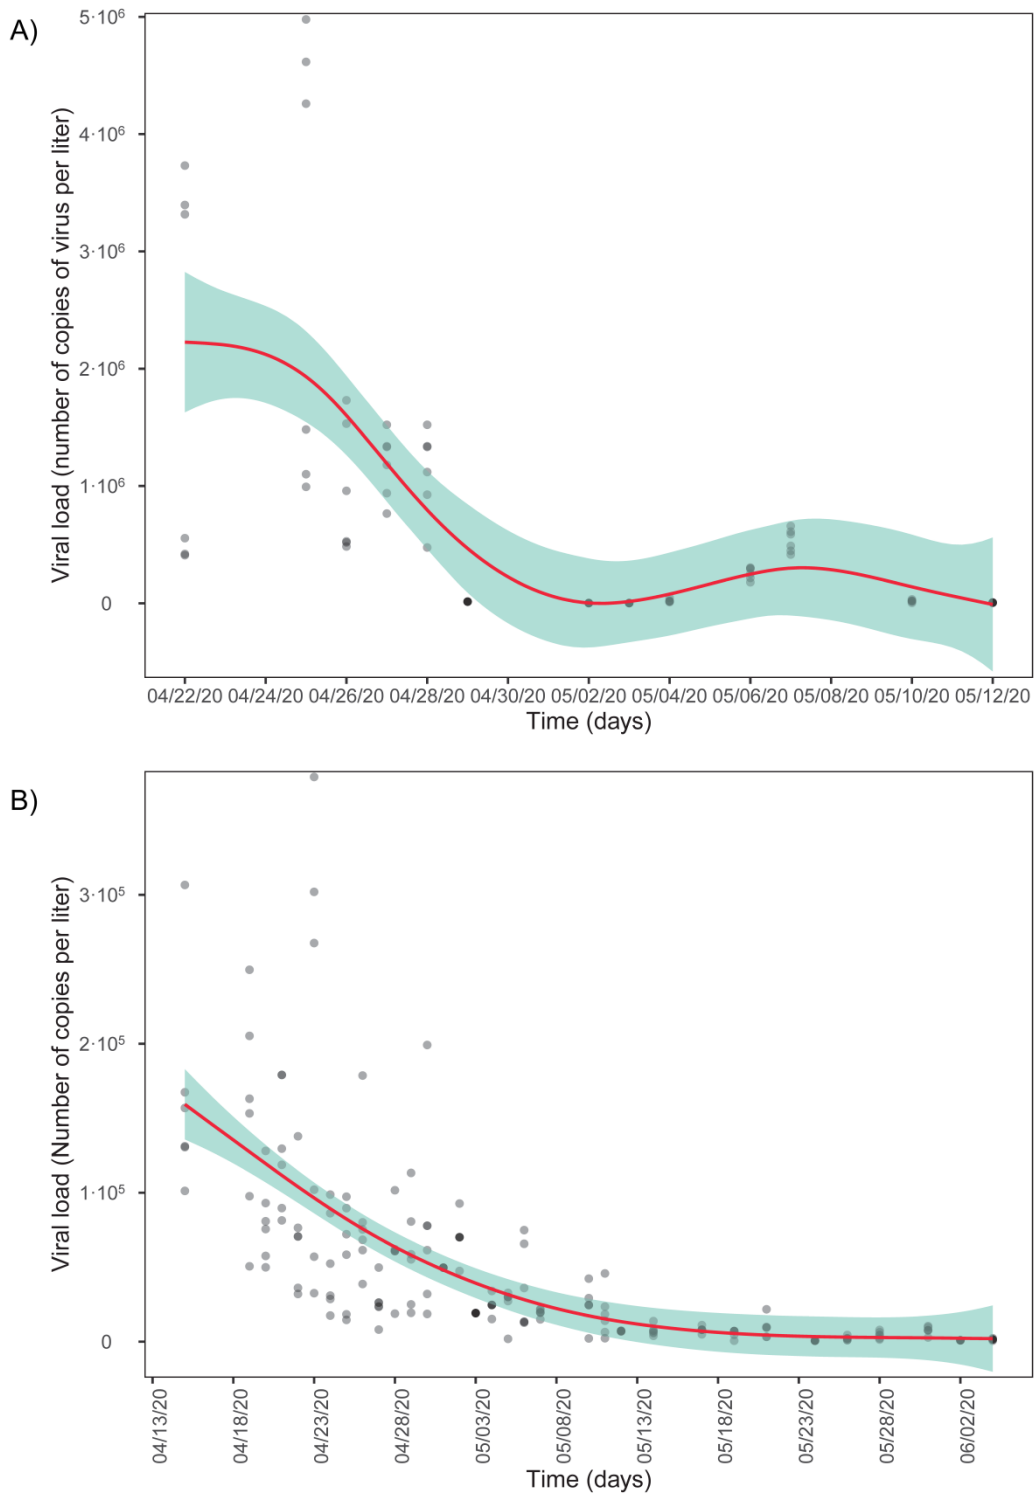 A)
Viral load (number of copies of virus per liter)
5·10⁶
4·10⁶
3·10⁶
2·10⁶
1·10⁶
0
04/22/20 04/24/20 04/26/20 04/28/20 04/30/20 05/02/20 05/04/20 05/06/20 05/08/20 05/10/20 05/12/20
Time (days)
B)
Viral load (Number of copies per liter)
3·10⁵
2·10⁵
1·10⁵
0
04/13/20 04/18/20 04/23/20 04/28/20 05/03/20 05/08/20 05/13/20 05/18/20 05/23/20 05/28/20 06/02/20
Time (days)